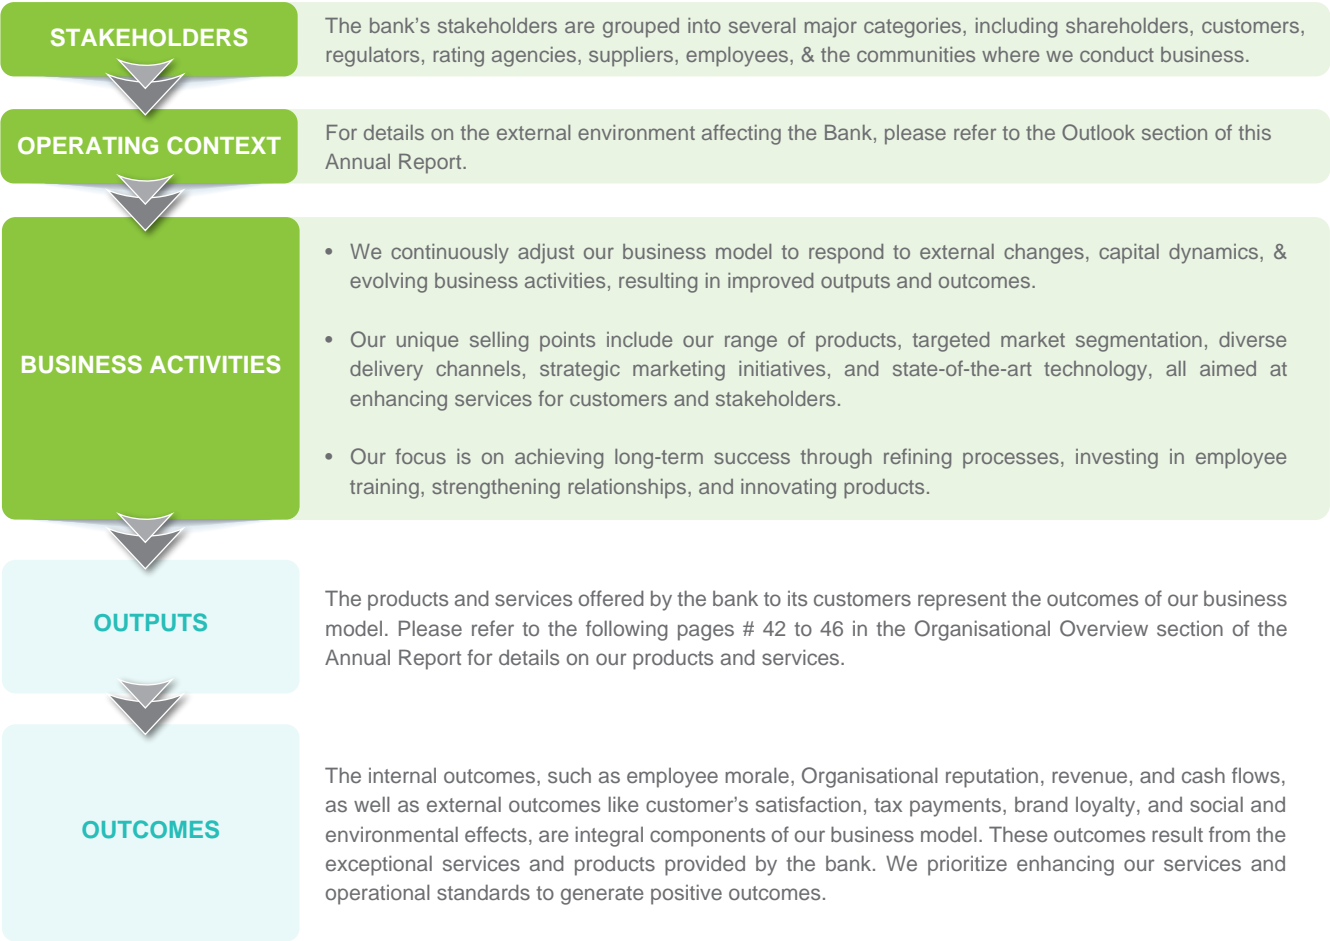 STAKEHOLDERS
The bank’s stakeholders are grouped into several major categories, including shareholders, customers,
regulators, rating agencies, suppliers, employees, & the communities where we conduct business.
OPERATING CONTEXT
For details on the external environment affecting the Bank, please refer to the Outlook section of this
Annual Report.
BUSINESS ACTIVITIES
• We continuously adjust our business model to respond to external changes, capital dynamics, &
evolving business activities, resulting in improved outputs and outcomes.
• Our unique selling points include our range of products, targeted market segmentation, diverse
delivery channels, strategic marketing initiatives, and state-of-the-art technology, all aimed at
enhancing services for customers and stakeholders.
• Our focus is on achieving long-term success through refining processes, investing in employee
training, strengthening relationships, and innovating products.
OUTPUTS
The products and services offered by the bank to its customers represent the outcomes of our business
model. Please refer to the following pages # 42 to 46 in the Organisational Overview section of the
Annual Report for details on our products and services.
OUTCOMES
The internal outcomes, such as employee morale, Organisational reputation, revenue, and cash flows,
as well as external outcomes like customer’s satisfaction, tax payments, brand loyalty, and social and
environmental effects, are integral components of our business model. These outcomes result from the
exceptional services and products provided by the bank. We prioritize enhancing our services and
operational standards to generate positive outcomes.